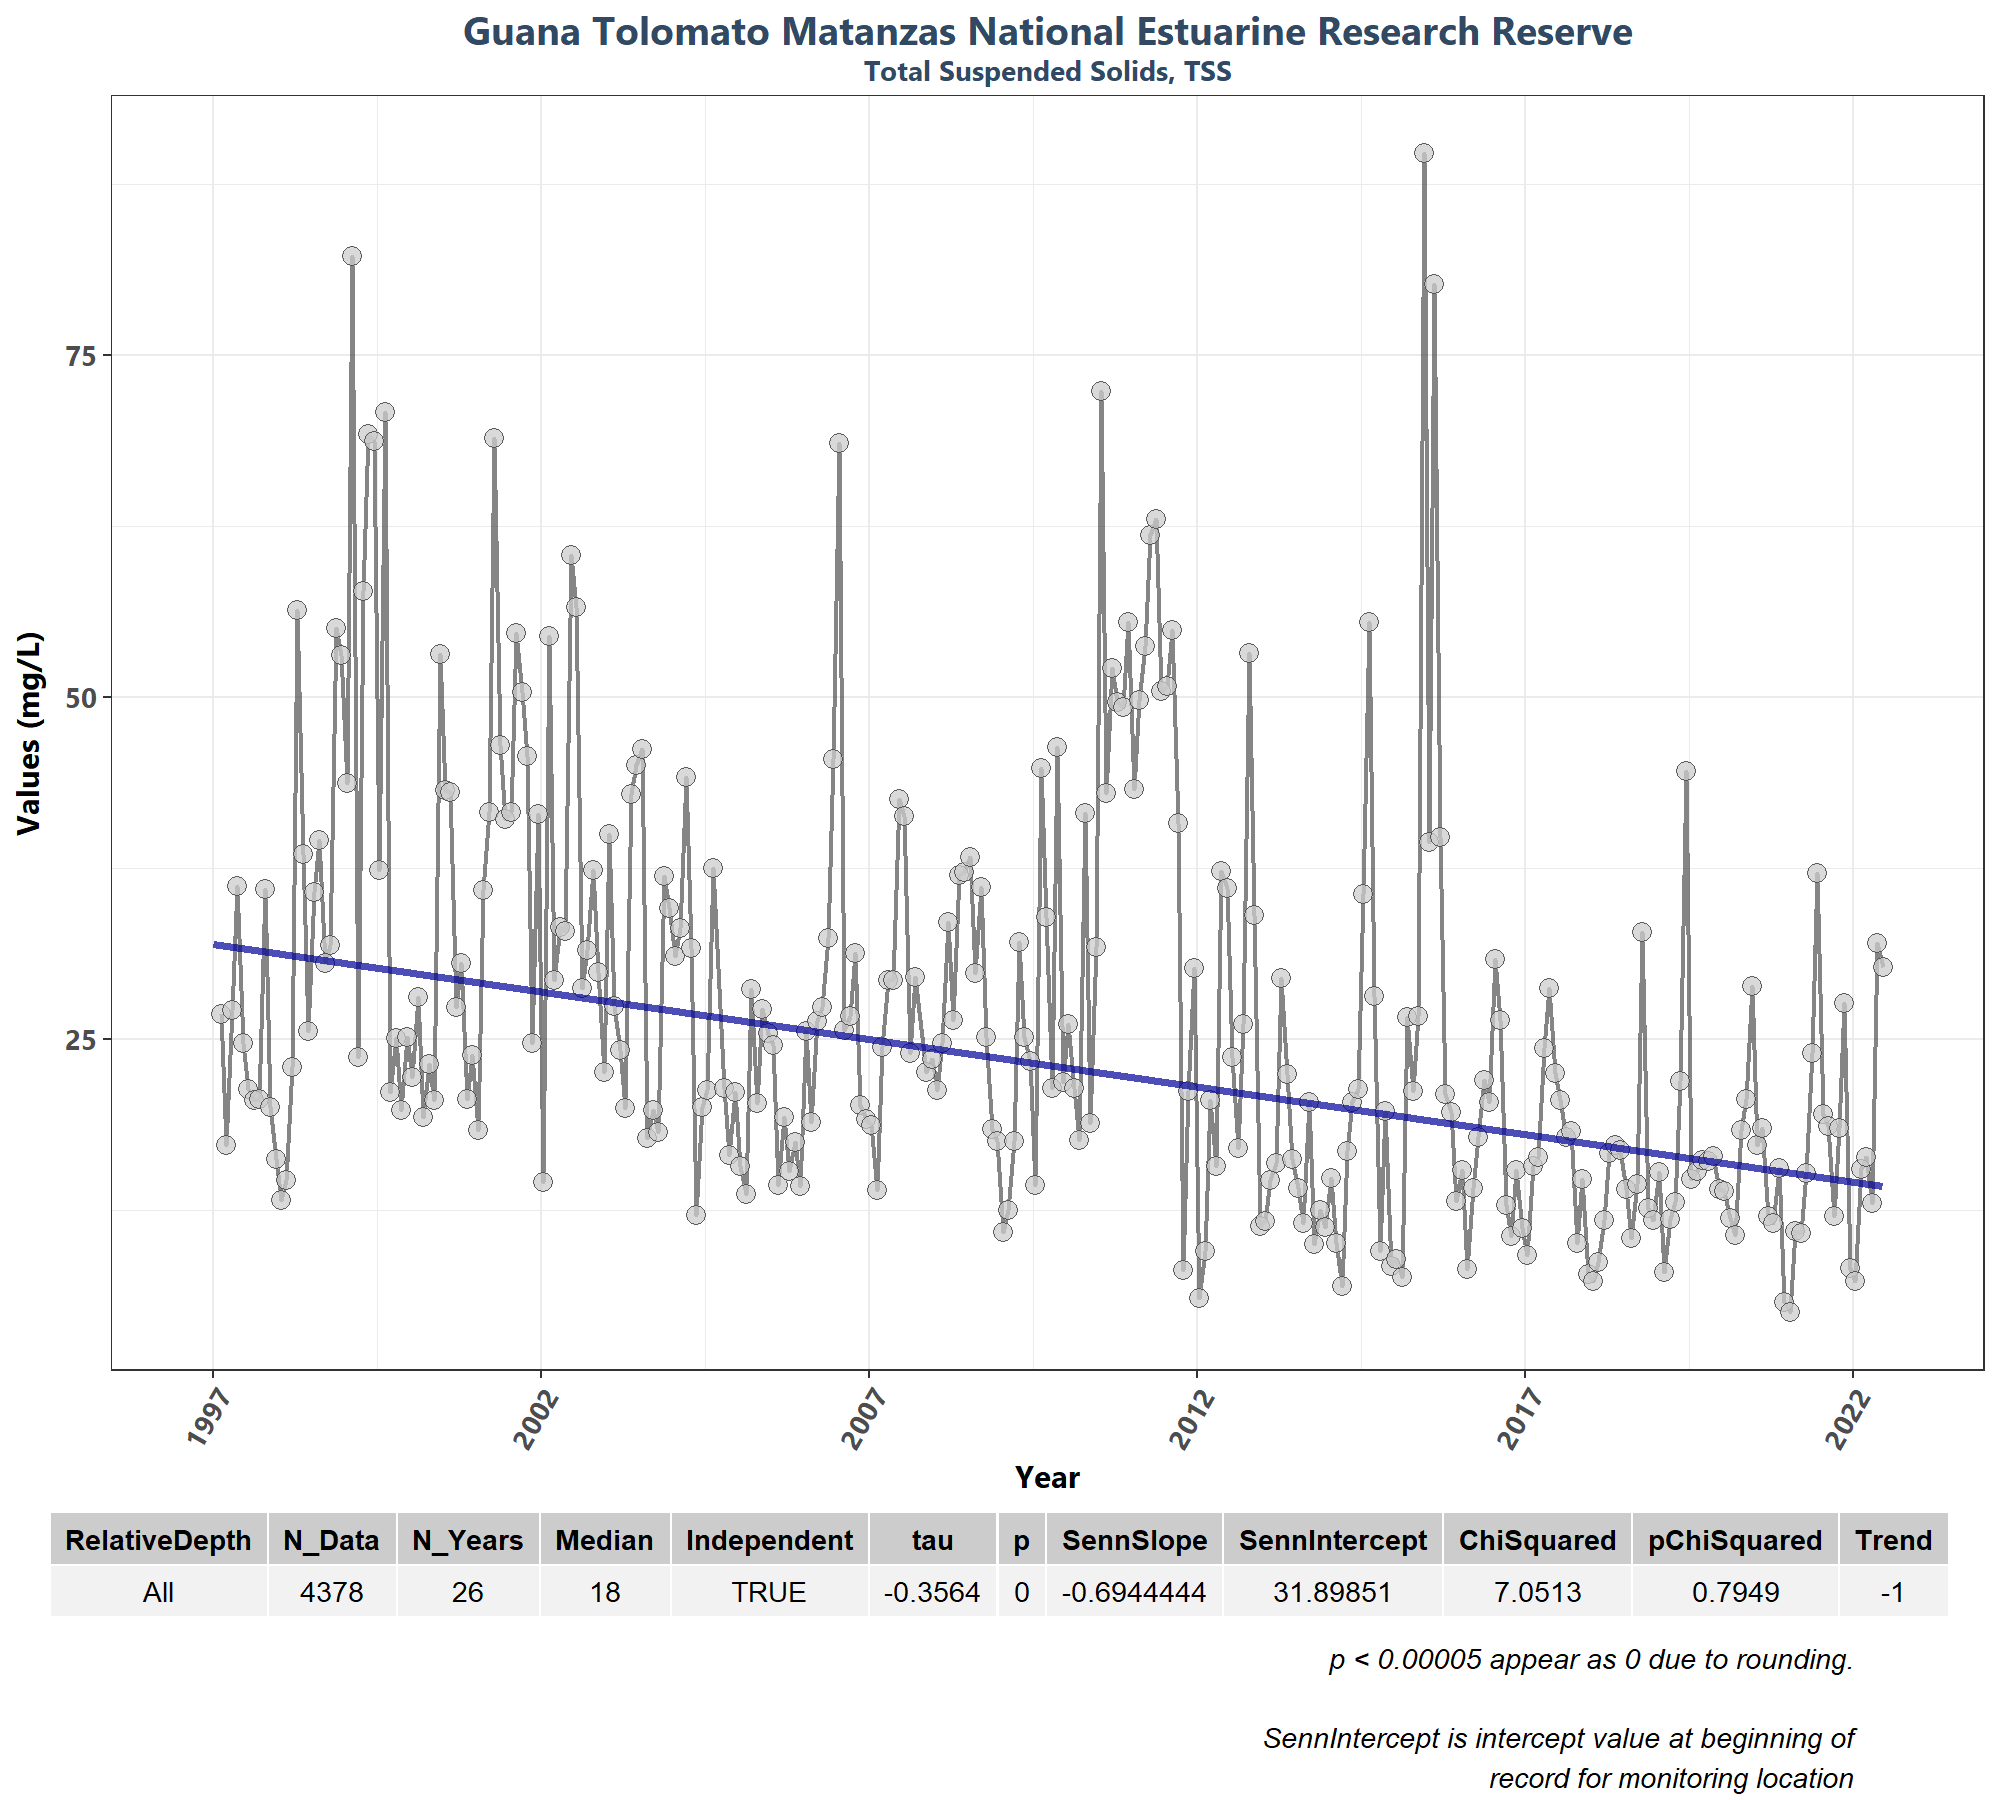 Guana Tolomato Matanzas National Estuarine Research Reserve
Total Suspended Solids, TSS
Values (mg/L)
75
50
25
1997 2002 2007 2012 2017 2022
Year
RelativeDepth N_Data N_Years Median Independent tau p SennSlope SennIntercept ChiSquared pChiSquared Trend
All 4378 26 18 TRUE -0.3564 0 -0.6944444 31.89851 7.0513 0.7949 -1
p < 0.00005 appear as 0 due to rounding.
SennIntercept is intercept value at beginning of
record for monitoring location